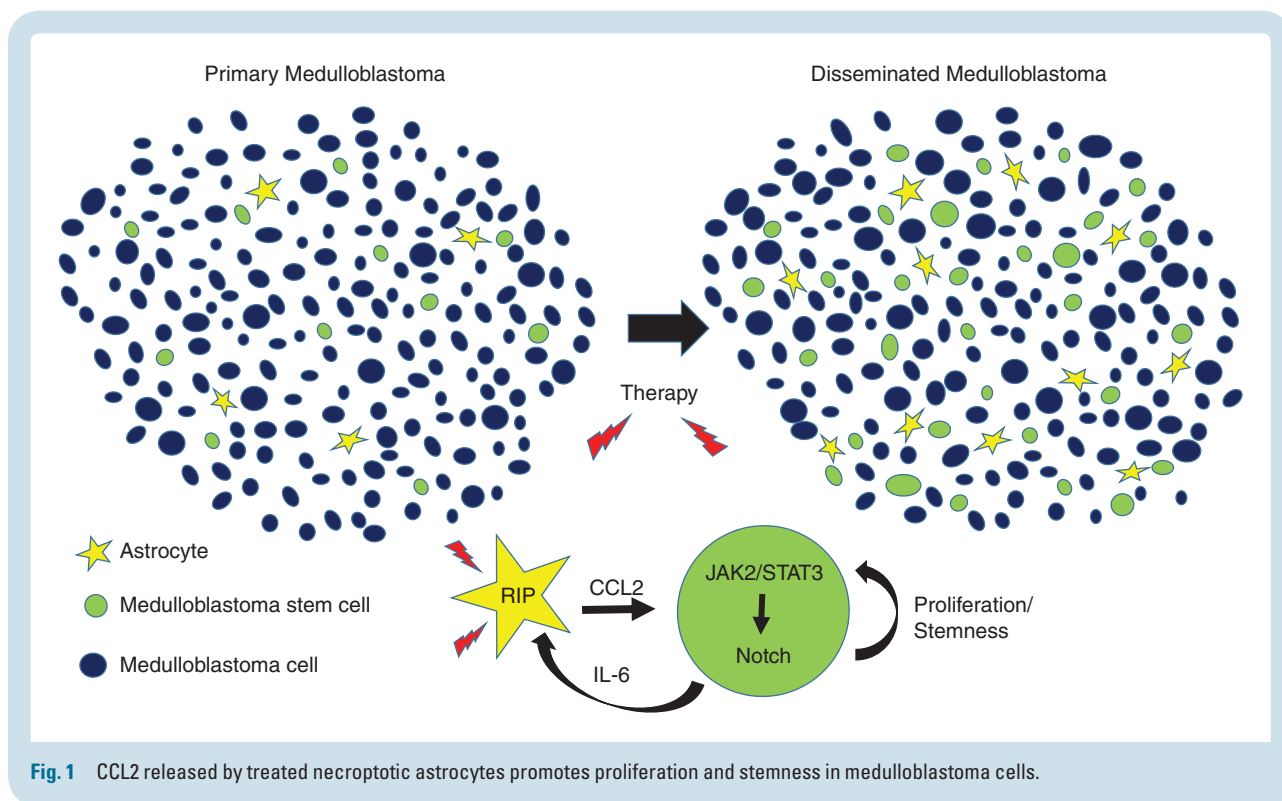 Primary Medulloblastoma
Disseminated Medulloblastoma
Therapy
Astrocyte
Medulloblastoma stem cell
Medulloblastoma cell
RIP
CCL2
IL-6
JAK2/STAT3
Notch
Proliferation/
Stemness
Fig. 1 CCL2 released by treated necroptotic astrocytes promotes proliferation and stemness in medulloblastoma cells.